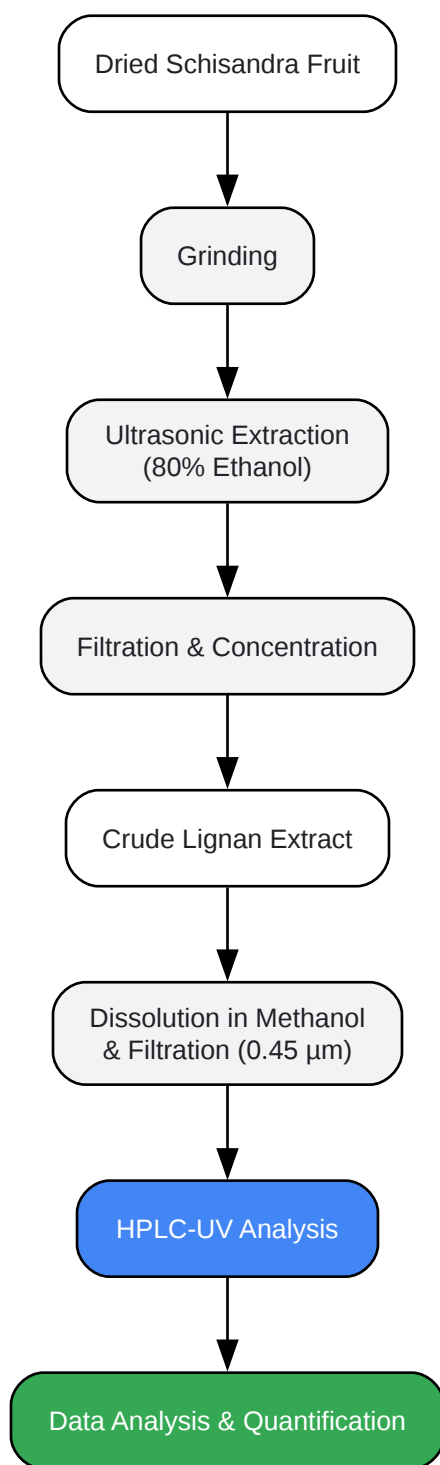 Dried Schisandra Fruit
Grinding
Ultrasonic Extraction
(80% Ethanol)
Filtration & Concentration
Crude Lignan Extract
Dissolution in Methanol
& Filtration (0.45 µm)
HPLC-UV Analysis
Data Analysis & Quantification